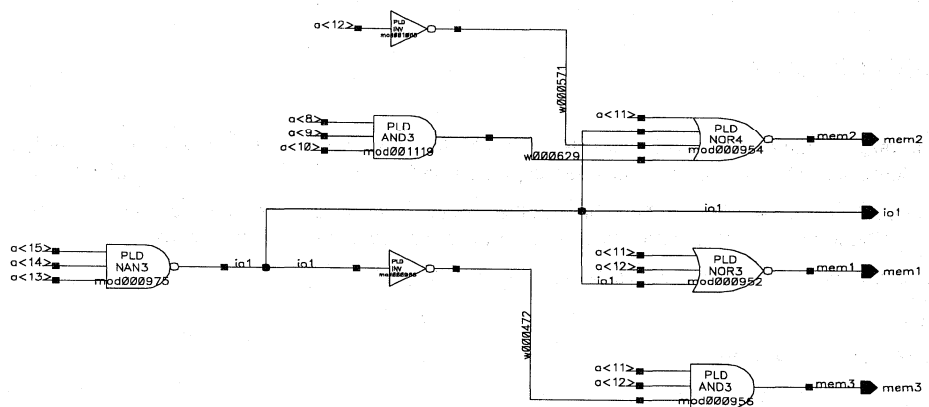 a<12>
PLD
INV
w000571
a<8>
a<9>
a<10>
PLD
AND3
mod001119
w000629
a<11>
PLD
NOR4
mod000954
mem2
mem2
io1
io1
a<15>
a<14>
a<13>
PLD
NAN3
mod000975
io1
io1
PLD
INV
w000472
a<11>
a<12>
io1
PLD
NOR3
mod000952
mem1
mem1
a<11>
a<12>
PLD
AND3
mod000956
mem3
mem3